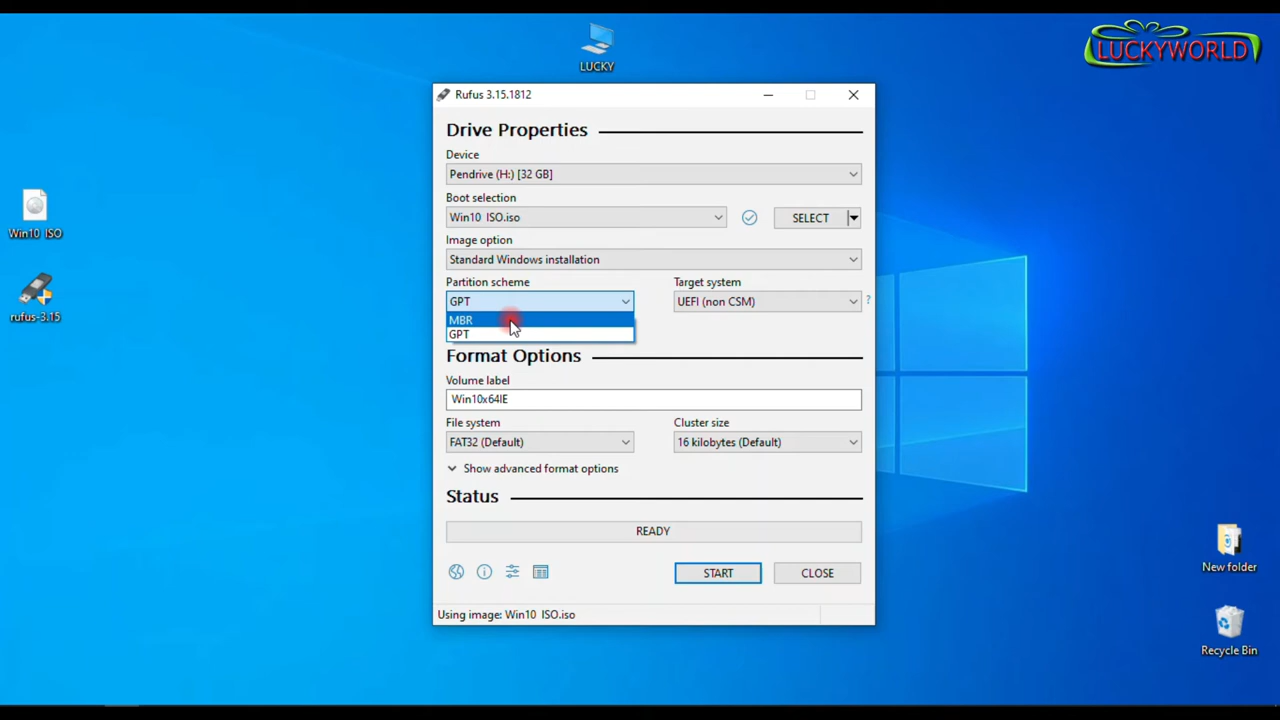 LUCKY
LUCKYWORLD
Rufus 3.15.1812
Drive Properties
Device
Pendrive (H:) [32 GB]
Boot selection
Win10 ISO.iso
SELECT
Image option
Standard Windows installation
Partition scheme
Target system
GPT
UEFI (non CSM)
?
MBR
GPT
Format Options
Volume label
Win10x64IE
File system
Cluster size
FAT32 (Default)
16 kilobytes (Default)
Show advanced format options
Status
READY
START
CLOSE
Using image: Win10 ISO.iso
Win10 ISO
rufus-3.15
New folder
Recycle Bin